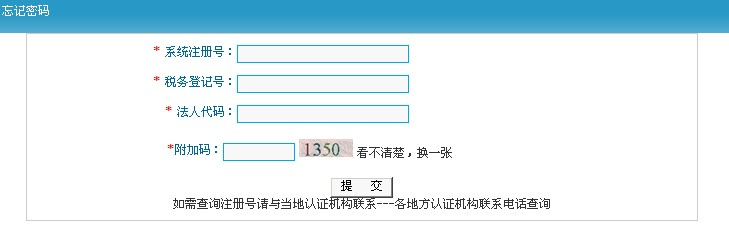 忘记密码
* 系统注册号：
* 税务登记号：
* 法人代码：
*附加码： 1350 看不清楚，换一张
提 交
如需查询注册号请与当地认证机构联系---各地方认证机构联系电话查询